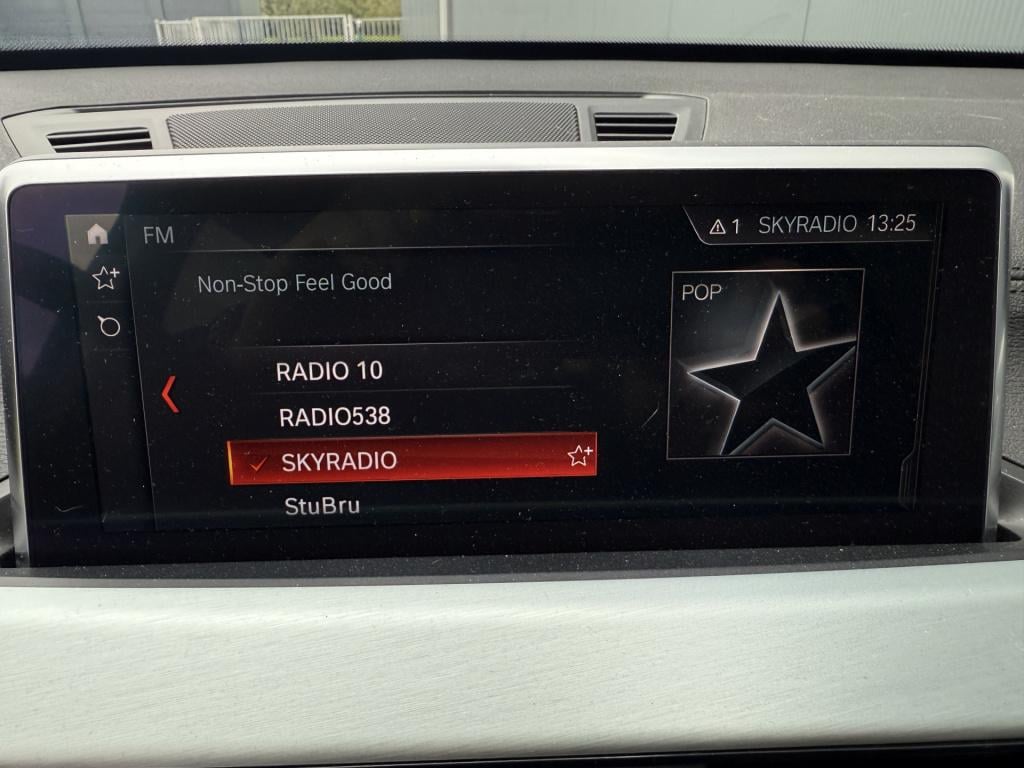 FM
1 SKYRADIO 13:25
Non-Stop Feel Good
POP
RADIO 10
RADIO538
SKYRADIO
StuBru